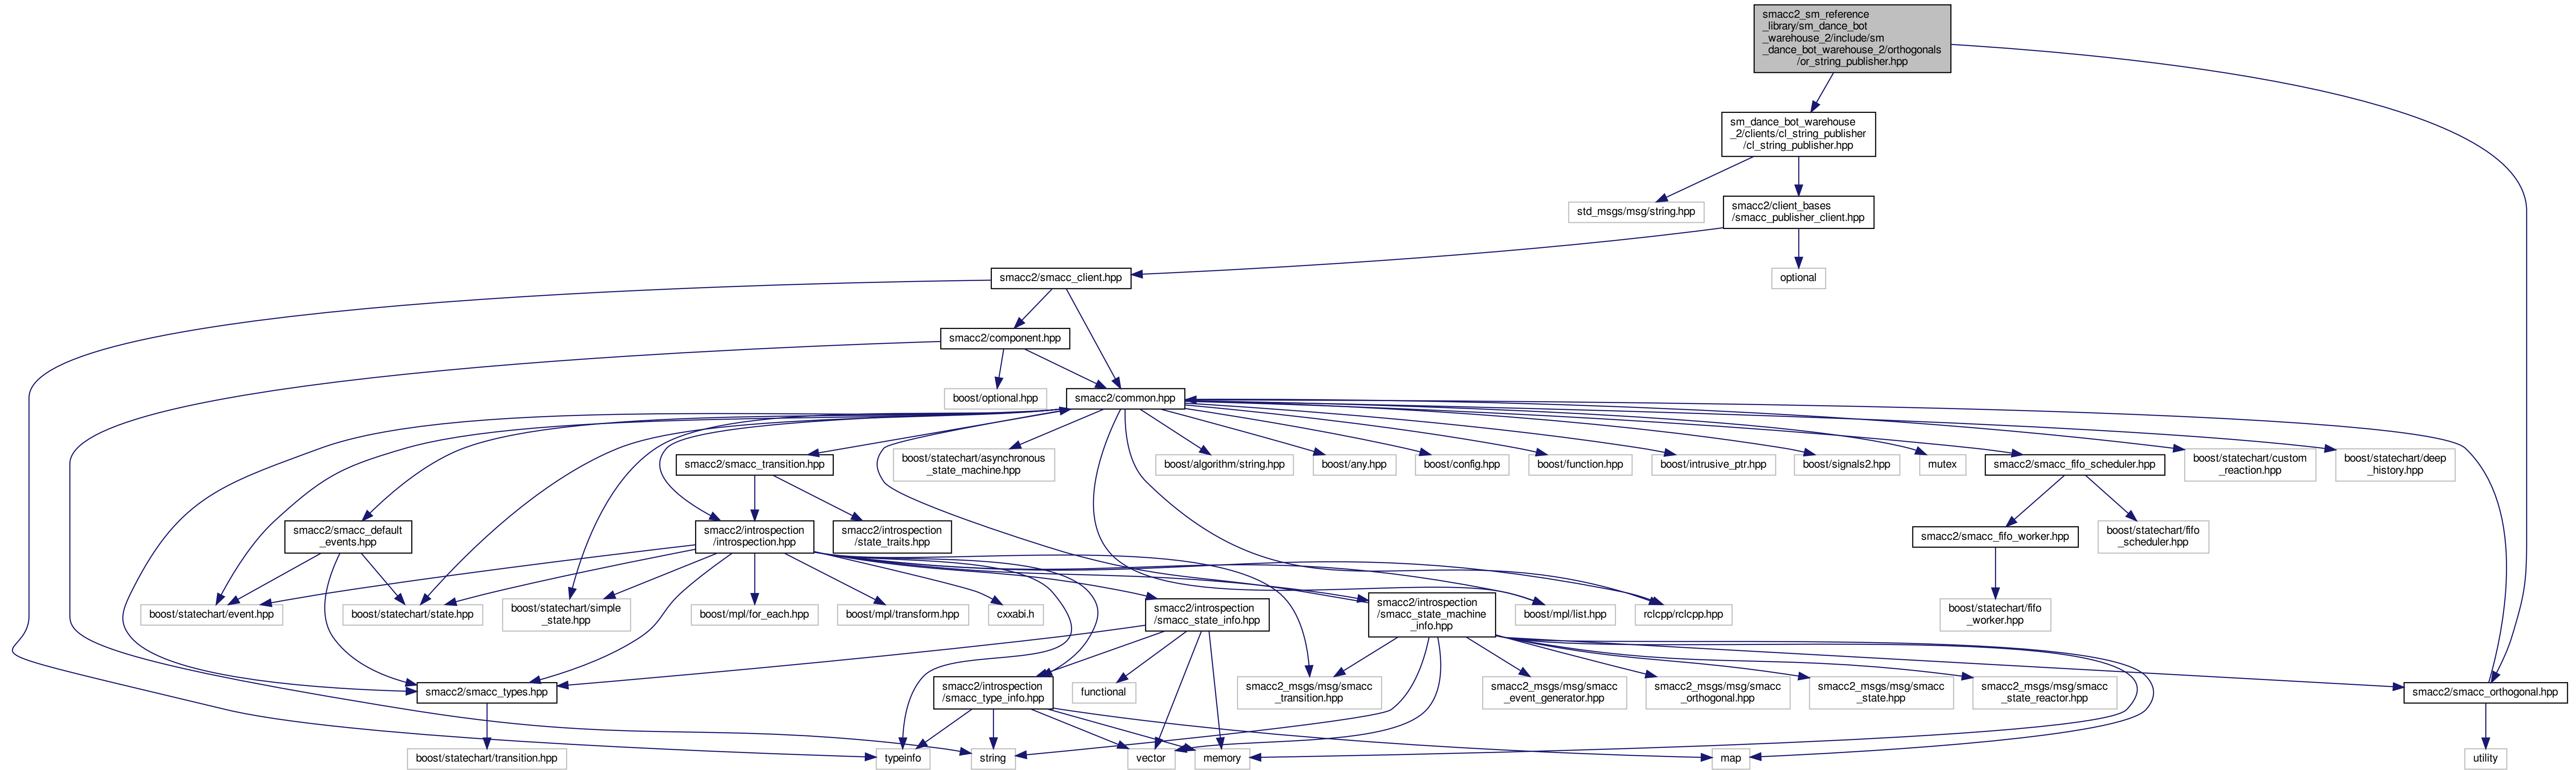 smacc2_sm_reference
_library/sm_dance_bot
_warehouse_2/include/sm
_dance_bot_warehouse_2/orthogonals
/or_string_publisher.hpp
sm_dance_bot_warehouse
_2/clients/cl_string_publisher
/cl_string_publisher.hpp
std_msgs/msg/string.hpp
smacc2/client_bases
/smacc_publisher_client.hpp
smacc2/smacc_client.hpp
optional
smacc2/component.hpp
boost/optional.hpp
smacc2/common.hpp
smacc2/smacc_transition.hpp
boost/statechart/asynchronous
_state_machine.hpp
boost/algorithm/string.hpp
boost/any.hpp
boost/config.hpp
boost/function.hpp
boost/intrusive_ptr.hpp
boost/signals2.hpp
mutex
smacc2/smacc_fifo_scheduler.hpp
boost/statechart/custom
_reaction.hpp
boost/statechart/deep
_history.hpp
smacc2/smacc_default
_events.hpp
smacc2/introspection
/introspection.hpp
smacc2/introspection
/state_traits.hpp
smacc2/smacc_fifo_worker.hpp
boost/statechart/fifo
_scheduler.hpp
boost/statechart/event.hpp
boost/statechart/state.hpp
boost/statechart/simple
_state.hpp
boost/mpl/for_each.hpp
boost/mpl/transform.hpp
cxxabi.h
smacc2/introspection
/smacc_state_info.hpp
smacc2/introspection
/smacc_state_machine
_info.hpp
boost/mpl/list.hpp
rclcpp/rclcpp.hpp
boost/statechart/fifo
_worker.hpp
smacc2/smacc_types.hpp
smacc2/introspection
/smacc_type_info.hpp
functional
smacc2_msgs/msg/smacc
_transition.hpp
smacc2_msgs/msg/smacc
_event_generator.hpp
smacc2_msgs/msg/smacc
_orthogonal.hpp
smacc2_msgs/msg/smacc
_state.hpp
smacc2_msgs/msg/smacc
_state_reactor.hpp
smacc2/smacc_orthogonal.hpp
boost/statechart/transition.hpp
typeinfo
string
vector
memory
map
utility